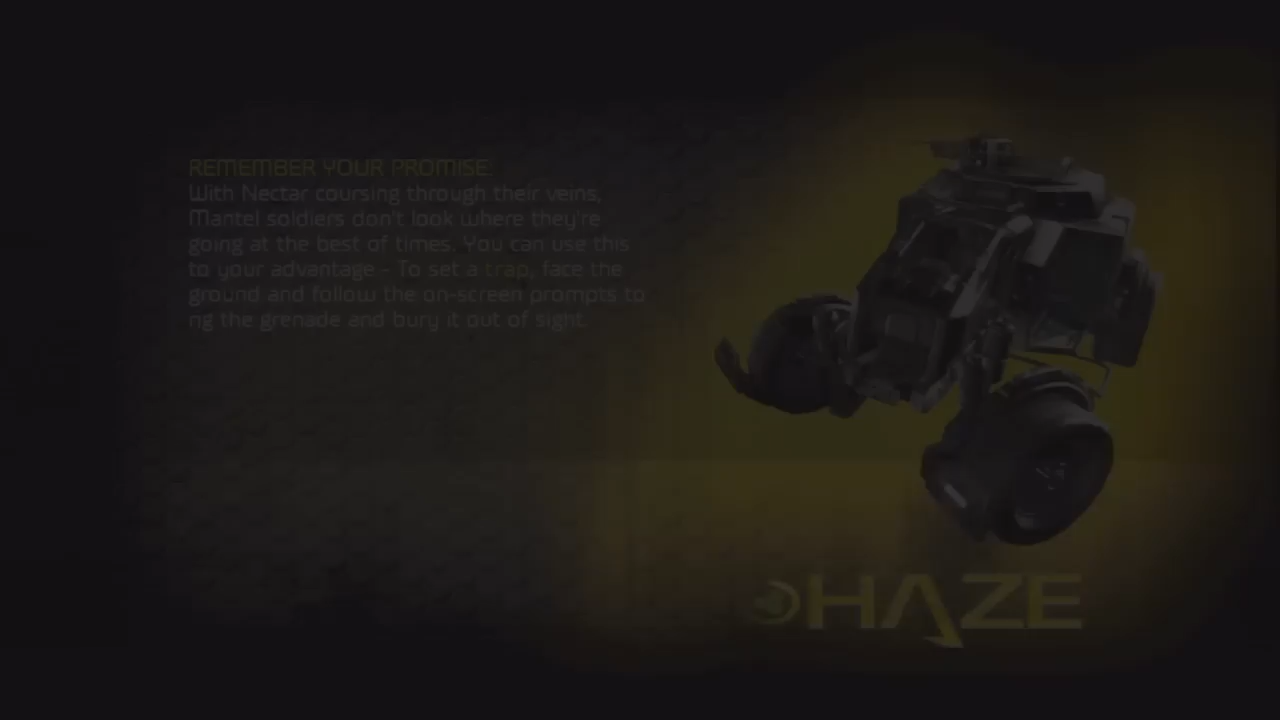 REMEMBER YOUR PROMISE:
With Nectar coursing through their veins,
Mantel soldiers don't look where they're
going at the best of times. You can use this
to your advantage - To set a trap, face the
ground and follow the on-screen prompts to
ng the grenade and bury it out of sight.
HAZE